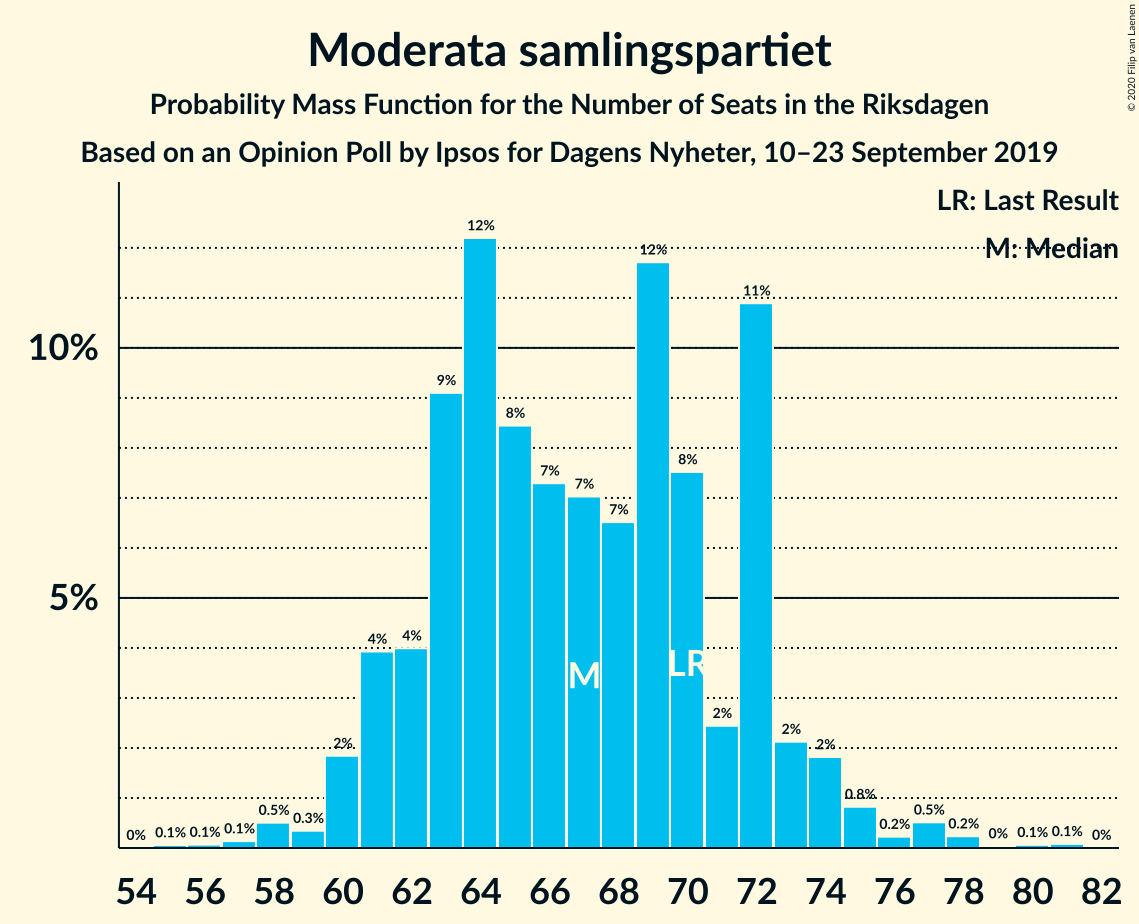 Moderata samlingspartiet
Probability Mass Function for the Number of Seats in the Riksdagen
Based on an Opinion Poll by Ipsos for Dagens Nyheter, 10–23 September 2019
© 2020 Filip van Laenen
LR: Last Result
M: Median
10%
5%
0% 0.1% 0.1% 0.1% 0.5% 0.3% 2% 4% 4% 9% 12% 8% 7% 7% 7% 12% 8% 2% 11% 2% 2% 0.8% 0.2% 0.5% 0.2% 0% 0.1% 0.1% 0%
M LR
54 56 58 60 62 64 66 68 70 72 74 76 78 80 82